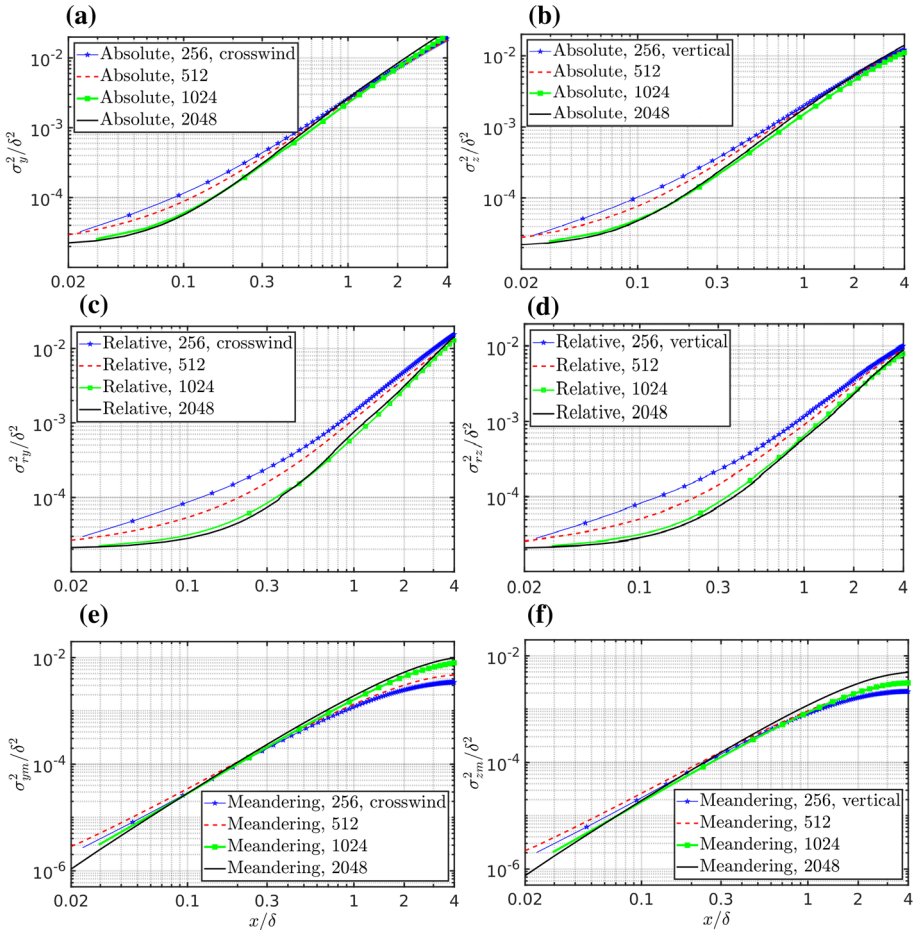 (a)
Absolute, 256, crosswind
Absolute, 512
Absolute, 1024
Absolute, 2048
10⁻²
10⁻³
10⁻⁴
σ²_y/δ²
0.02 0.1 0.3 1 2 4
(b)
Absolute, 256, vertical
Absolute, 512
Absolutc, 1024
Absolute, 2048
10⁻²
10⁻³
10⁻⁴
σ²_z/δ²
0.02 0.1 0.3 1 2 4
(c)
Relative, 256, crosswind
Relative, 512
Relative, 1024
Relative, 2048
10⁻²
10⁻³
10⁻⁴
σ²_ry/δ²
0.02 0.1 0.3 1 2 4
(d)
Relative, 256, vertical
Relative, 512
Relative, 1024
Relative, 2048
10⁻²
10⁻³
10⁻⁴
σ²_rz/δ²
0.02 0.1 0.3 1 2 4
(e)
10⁻²
10⁻⁴
10⁻⁶
σ²_ym/δ²
Meandering, 256, crosswind
Meandering, 512
Meandering, 1024
Meandering, 2048
0.02 0.1 0.3 1 2 4
x/δ
(f)
10⁻²
10⁻⁴
10⁻⁶
σ²_zm/δ²
Meandering, 256, vertical
Meandering, 512
Meandering, 1024
Meandering, 2048
0.02 0.1 0.3 1 2 4
x/δ